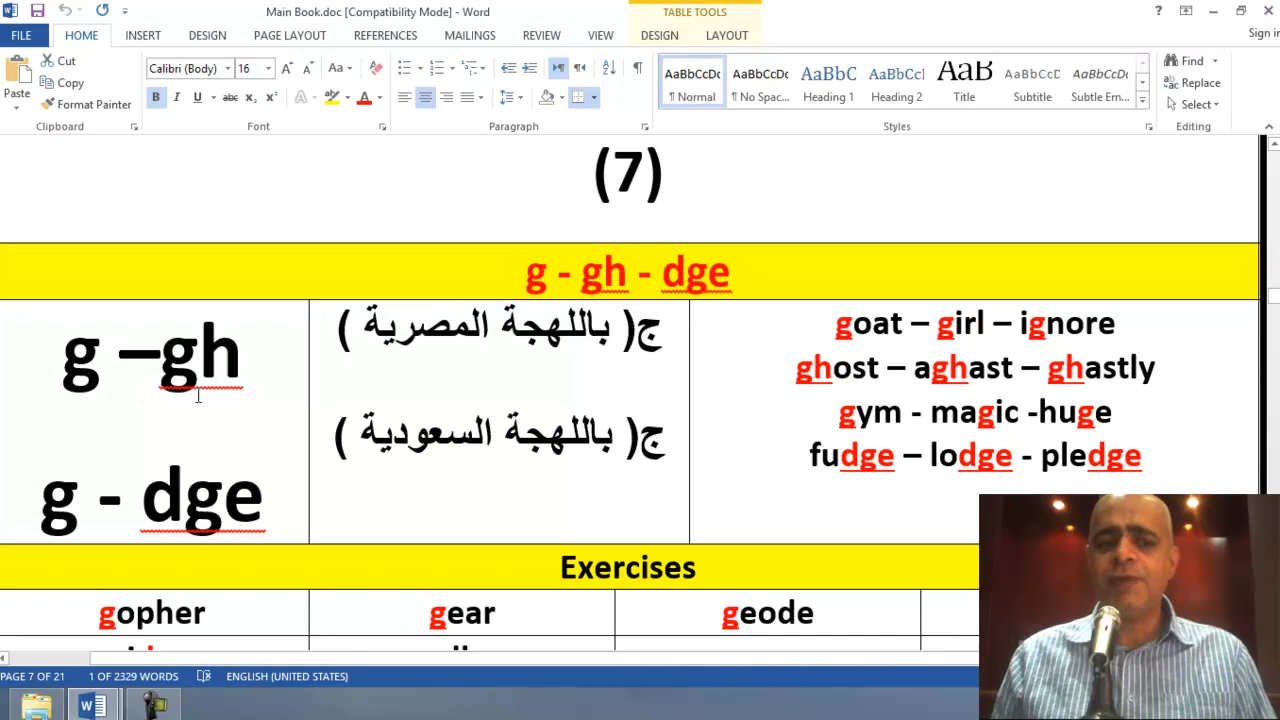 Main Book.doc [Compatibility Mode] - Word
TABLE TOOLS
?
FILE HOME INSERT DESIGN PAGE LAYOUT REFERENCES MAILINGS REVIEW VIEW DESIGN LAYOUT
Sign in
Paste
Cut
Copy
Format Painter
Clipboard
Calibri (Body) 16
Font
Paragraph
AaBbCcDc AaBbCcDc AaBbC AaBbCc AaB AaBbCcD AaBbCcD
¶ Normal ¶ No Spac... Heading 1 Heading 2 Title Subtitle Subtle Em...
Styles
Find
Replace
Select
Editing
(7)
g - gh - dge
g –gh
g - dge
ج( باللهجة المصرية )
ج( باللهجة السعودية )
goat – girl – ignore
ghost – aghast – ghastly
gym - magic -huge
fudge – lodge - pledge
Exercises
gopher gear geode
PAGE 7 OF 21 1 OF 2329 WORDS ENGLISH (UNITED STATES)